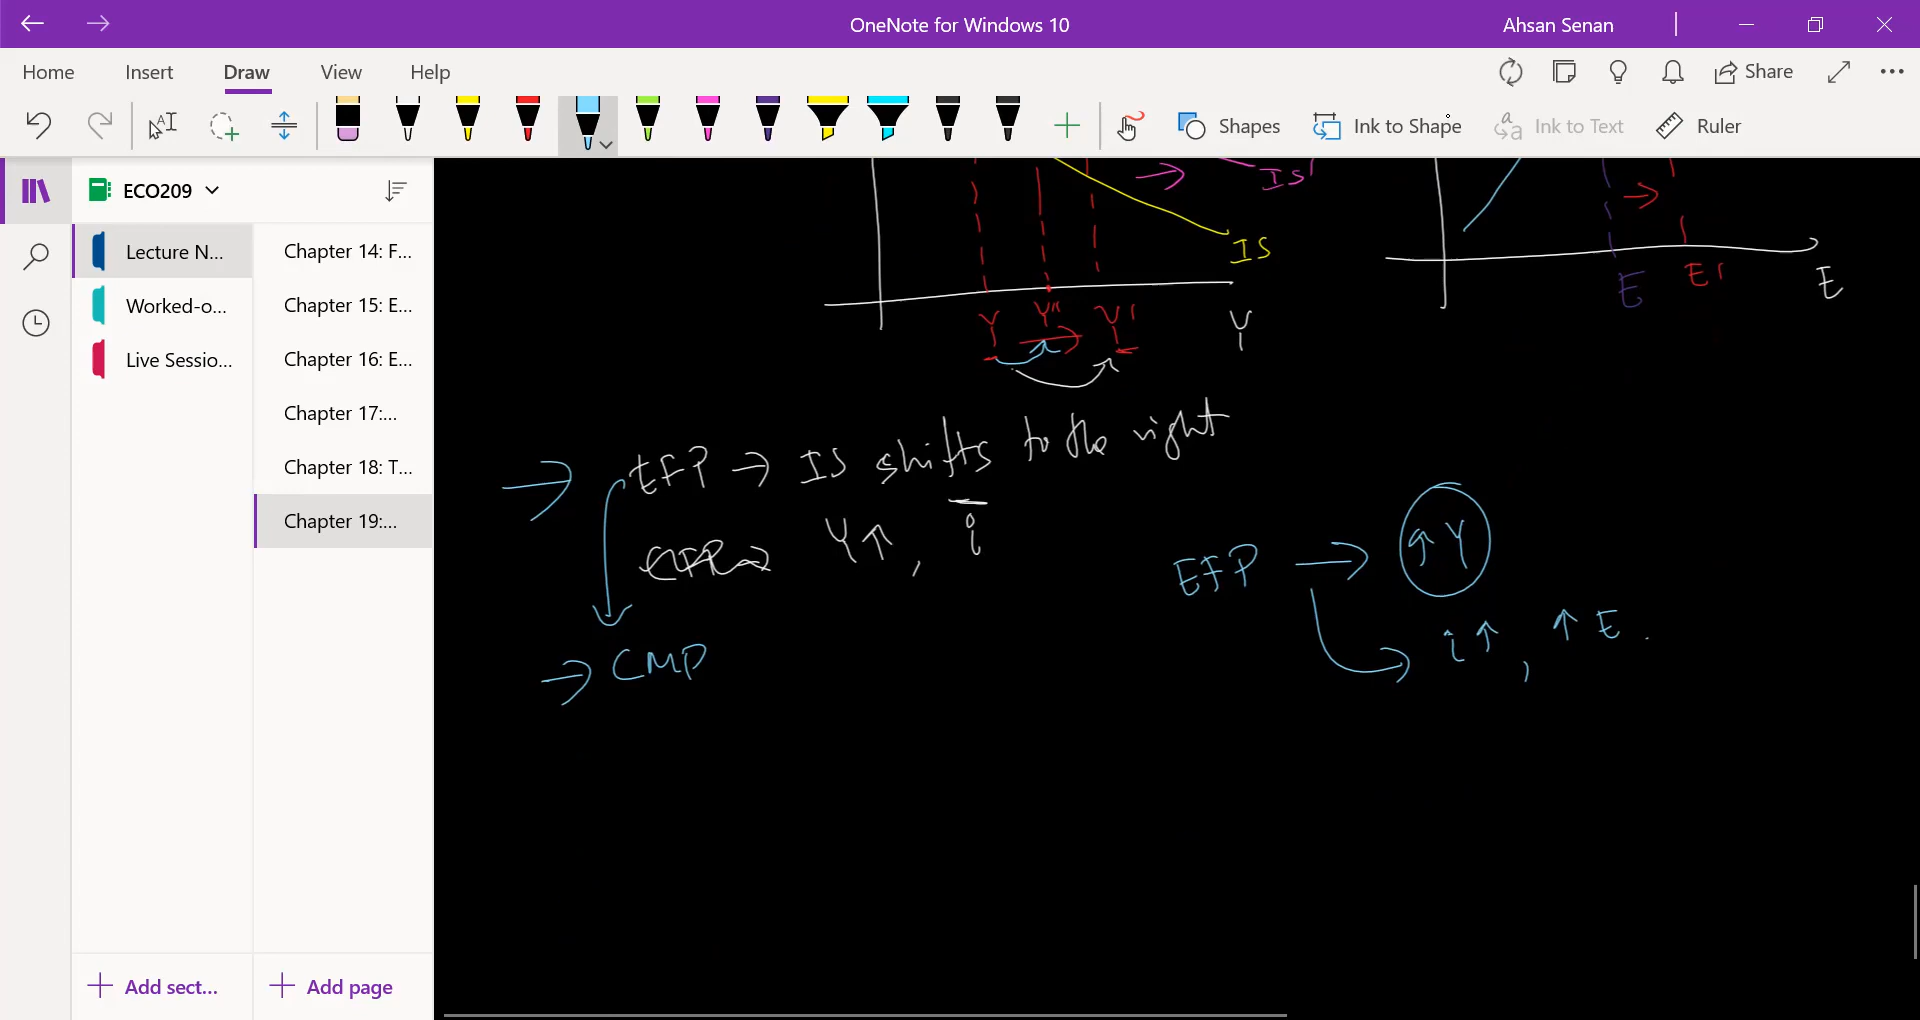 OneNote for Windows 10
Ahsan Senan
Home Insert Draw View Help
Share
Shapes Ink to Shape Ink to Text Ruler
ECO209
Lecture N...
Worked-o...
Live Sessio...
Chapter 14: F...
Chapter 15: E...
Chapter 16: E...
Chapter 17:...
Chapter 18: T...
Chapter 19:...
Add sect...
Add page
IS'
IS
Y Y" Y' Y
E E' E
→ EFP → IS shifts to the right
Y↑, i
→ CMP
EFP → ↑Y
i↑, ↑E.